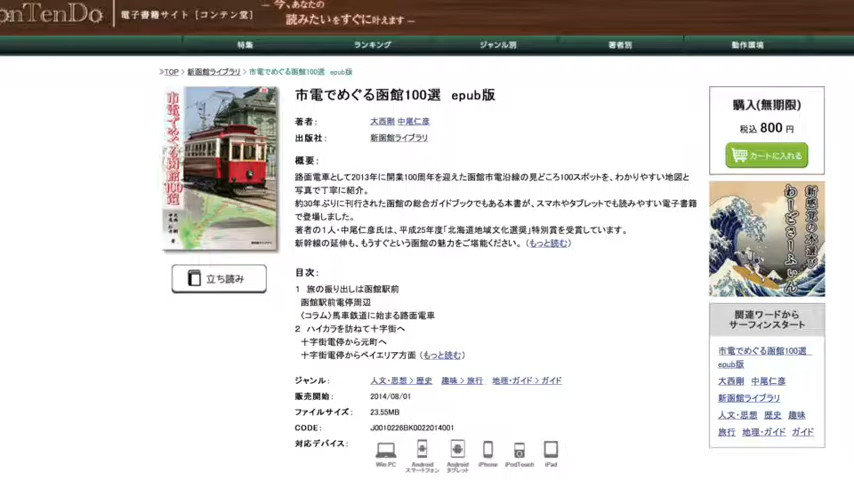 onTenDo
電子書籍サイト［コンテン堂］
― 今、あなたの
読みたいをすぐに叶えます ―
特集 ランキング ジャンル別 著者別 動作環境
≫TOP > 新函館ライブラリ > 市電でめぐる函館100選 epub版
市電でめぐる函館100選
市電でめぐる函館100選 epub版
著者： 大西剛 中尾仁彦
出版社： 新函館ライブラリ
概要：
路面電車として2013年に開業100周年を迎えた函館市電沿線の見どころ100スポットを、わかりやすい地図と
写真で丁寧に紹介。
約30年ぶりに刊行された函館の総合ガイドブックでもある本書が、スマホやタブレットでも読みやすい電子書籍
で登場しました。
著者の1人・中尾仁彦氏は、平成25年度「北海道地域文化選奨」特別賞を受賞しています。
新幹線の延伸も、もうすぐという函館の魅力をご堪能ください。（もっと読む）
立ち読み
目次：
1 旅の振り出しは函館駅前
函館駅前電停周辺
〈コラム〉馬車鉄道に始まる路面電車
2 ハイカラを訪ねて十字街へ
十字街電停から元町へ
十字街電停からベイエリア方面（もっと読む）
ジャンル： 人文・思想 > 歴史 趣味 > 旅行 地理・ガイド > ガイド
販売開始： 2014/08/01
ファイルサイズ： 23.55MB
CODE： J0010226BK0022014001
対応デバイス：
Win PC Android スマートフォン Android タブレット iPhone iPodTouch iPad
購入(無期限)
税込 800 円
カートに入れる
新感覚の本選び
わーどさーふぃん
関連ワードから
サーフィンスタート
市電でめぐる函館100選
epub版
大西剛 中尾仁彦
新函館ライブラリ
人文・思想 歴史 趣味
旅行 地理・ガイド ガイド